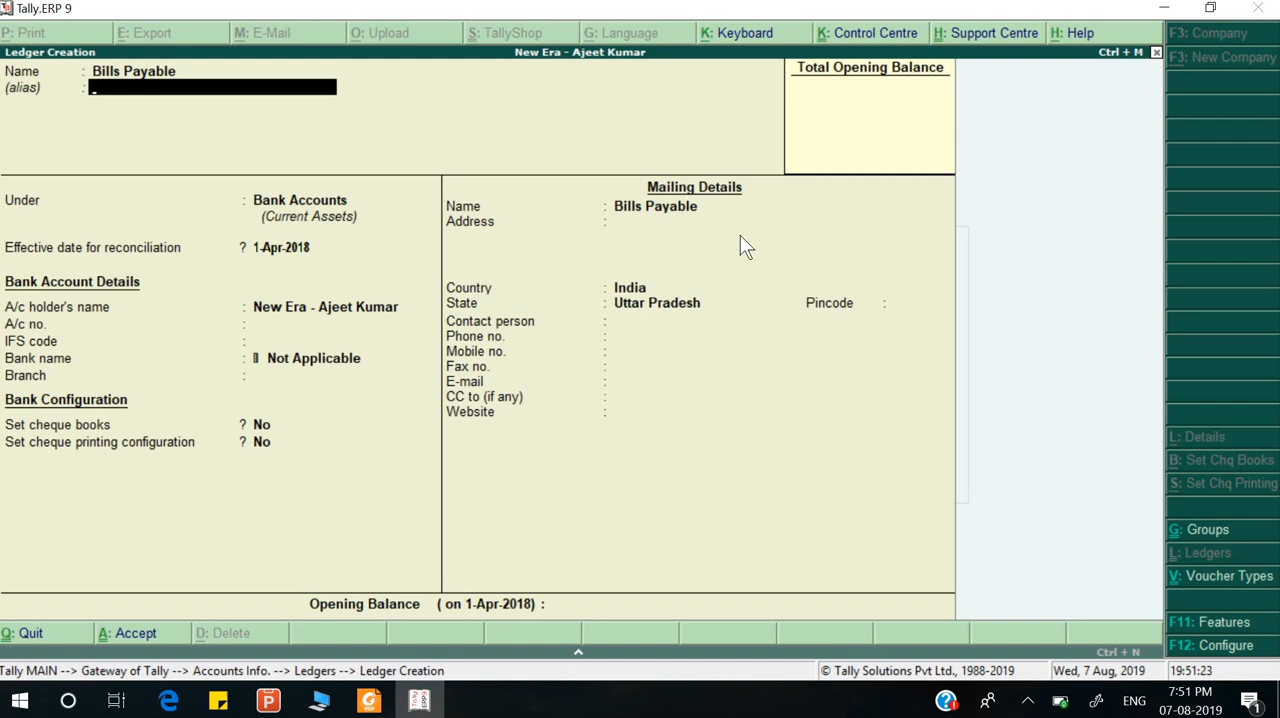 Tally.ERP 9
P: Print E: Export M: E-Mail O: Upload S: TallyShop G: Language K: Keyboard K: Control Centre H: Support Centre H: Help F3: Company
Ledger Creation New Era - Ajeet Kumar Ctrl + M
F3: New Company
Name : Bills Payable
(alias) :
Total Opening Balance
Under : Bank Accounts
(Current Assets)
Effective date for reconciliation ? 1-Apr-2018
Bank Account Details
A/c holder's name : New Era - Ajeet Kumar
A/c no. :
IFS code :
Bank name : Not Applicable
Branch :
Bank Configuration
Set cheque books ? No
Set cheque printing configuration ? No
Mailing Details
Name : Bills Payable
Address :
Country : India
State : Uttar Pradesh Pincode :
Contact person :
Phone no. :
Mobile no. :
Fax no. :
E-mail :
CC to (if any) :
Website :
L: Details
B: Set Chq Books
S: Set Chq Printing
G: Groups
L: Ledgers
V: Voucher Types
F11: Features
F12: Configure
Opening Balance ( on 1-Apr-2018) :
Q: Quit A: Accept D: Delete
Ctrl + N
Tally MAIN --> Gateway of Tally --> Accounts Info. --> Ledgers --> Ledger Creation © Tally Solutions Pvt Ltd., 1988-2019 Wed, 7 Aug, 2019 19:51:23
ENG 7:51 PM
07-08-2019
1